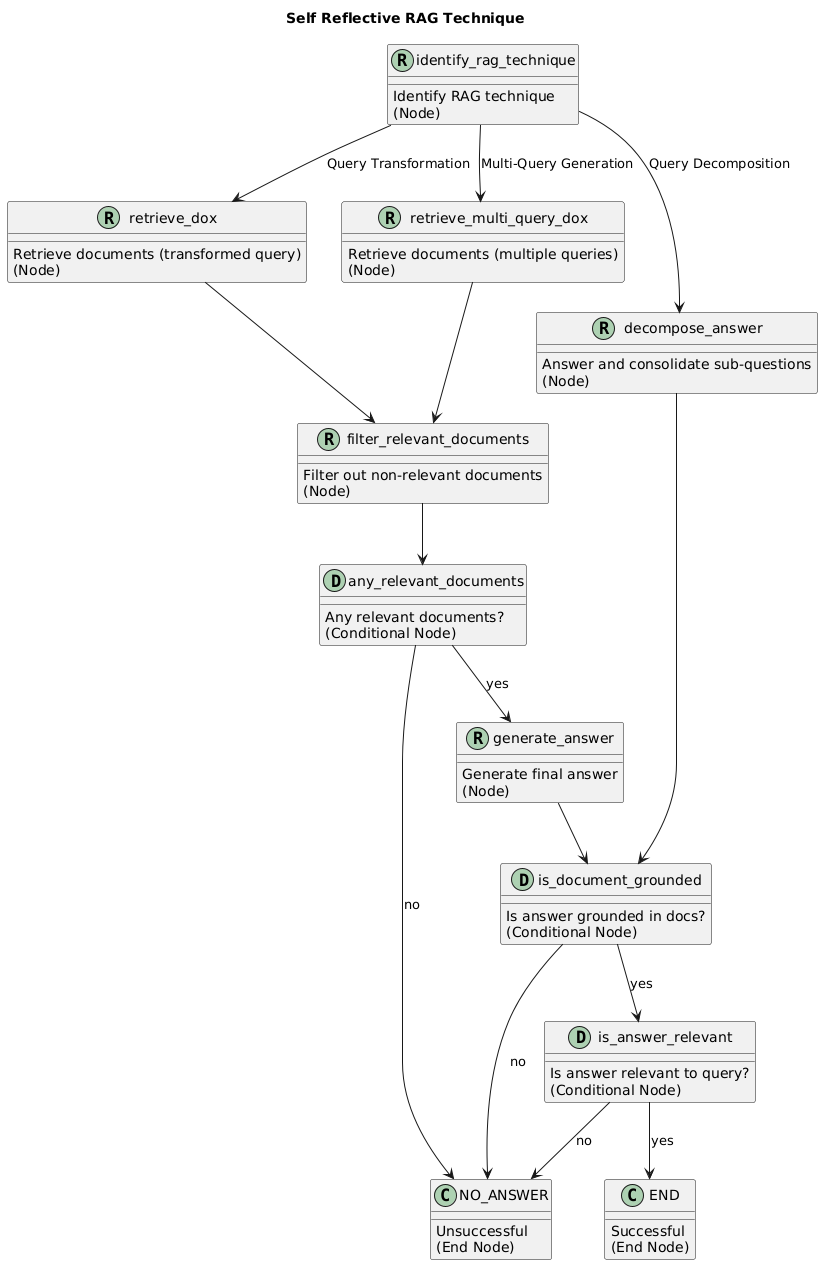 Self Reflective RAG Technique
R identify_rag_technique
Identify RAG technique
(Node)
Query Transformation
Multi-Query Generation
Query Decomposition
R retrieve_dox
Retrieve documents (transformed query)
(Node)
R retrieve_multi_query_dox
Retrieve documents (multiple queries)
(Node)
R decompose_answer
Answer and consolidate sub-questions
(Node)
R filter_relevant_documents
Filter out non-relevant documents
(Node)
D any_relevant_documents
Any relevant documents?
(Conditional Node)
yes
R generate_answer
Generate final answer
(Node)
no
D is_document_grounded
Is answer grounded in docs?
(Conditional Node)
yes
no
D is_answer_relevant
Is answer relevant to query?
(Conditional Node)
no
yes
C NO_ANSWER
Unsuccessful
(End Node)
C END
Successful
(End Node)